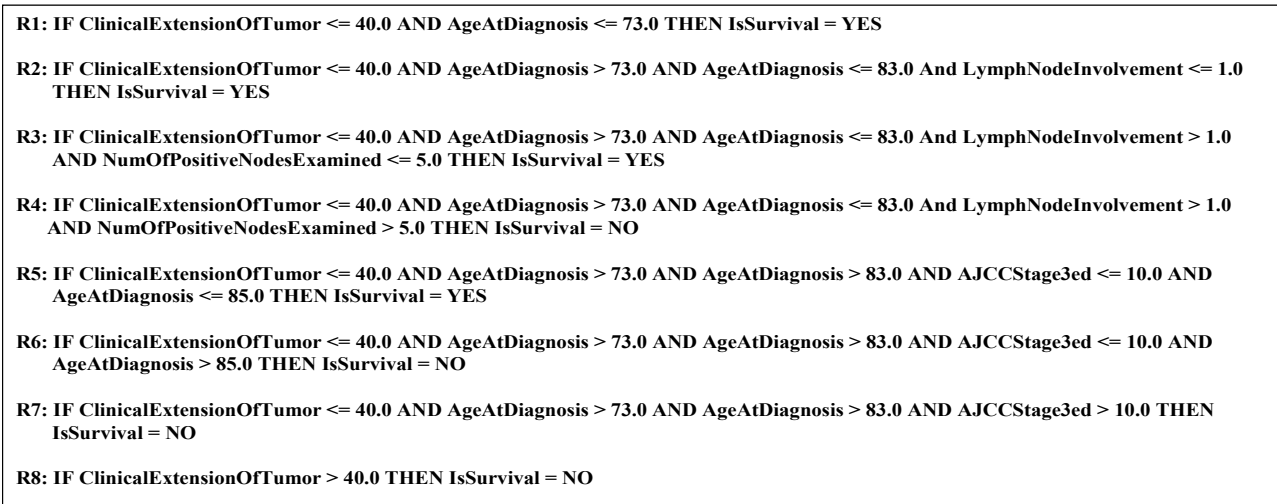 R1: IF ClinicalExtensionOfTumor <= 40.0 AND AgeAtDiagnosis <= 73.0 THEN IsSurvival = YES
R2: IF ClinicalExtensionOfTumor <= 40.0 AND AgeAtDiagnosis > 73.0 AND AgeAtDiagnosis <= 83.0 And LymphNodeInvolvement <= 1.0
THEN IsSurvival = YES
R3: IF ClinicalExtensionOfTumor <= 40.0 AND AgeAtDiagnosis > 73.0 AND AgeAtDiagnosis <= 83.0 And LymphNodeInvolvement > 1.0
AND NumOfPositiveNodesExamined <= 5.0 THEN IsSurvival = YES
R4: IF ClinicalExtensionOfTumor <= 40.0 AND AgeAtDiagnosis > 73.0 AND AgeAtDiagnosis <= 83.0 And LymphNodeInvolvement > 1.0
AND NumOfPositiveNodesExamined > 5.0 THEN IsSurvival = NO
R5: IF ClinicalExtensionOfTumor <= 40.0 AND AgeAtDiagnosis > 73.0 AND AgeAtDiagnosis > 83.0 AND AJCCStage3ed <= 10.0 AND
AgeAtDiagnosis <= 85.0 THEN IsSurvival = YES
R6: IF ClinicalExtensionOfTumor <= 40.0 AND AgeAtDiagnosis > 73.0 AND AgeAtDiagnosis > 83.0 AND AJCCStage3ed <= 10.0 AND
AgeAtDiagnosis > 85.0 THEN IsSurvival = NO
R7: IF ClinicalExtensionOfTumor <= 40.0 AND AgeAtDiagnosis > 73.0 AND AgeAtDiagnosis > 83.0 AND AJCCStage3ed > 10.0 THEN
IsSurvival = NO
R8: IF ClinicalExtensionOfTumor > 40.0 THEN IsSurvival = NO